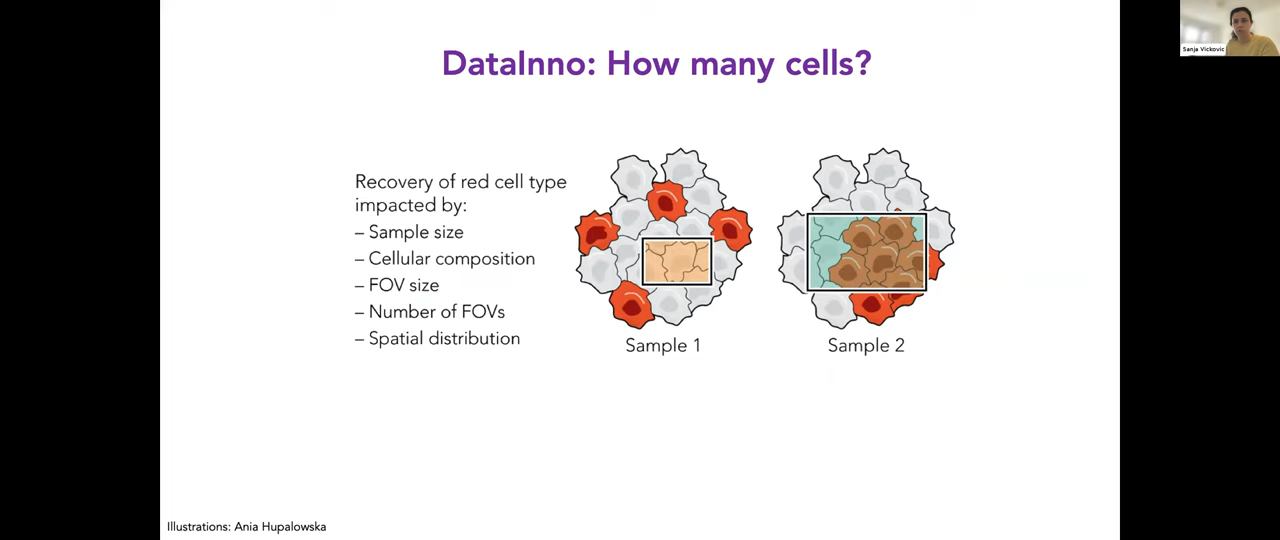 DataInno: How many cells?
Sanja Vickovic
Recovery of red cell type
impacted by:
– Sample size
– Cellular composition
– FOV size
– Number of FOVs
– Spatial distribution
Sample 1
Sample 2
Illustrations: Ania Hupalowska